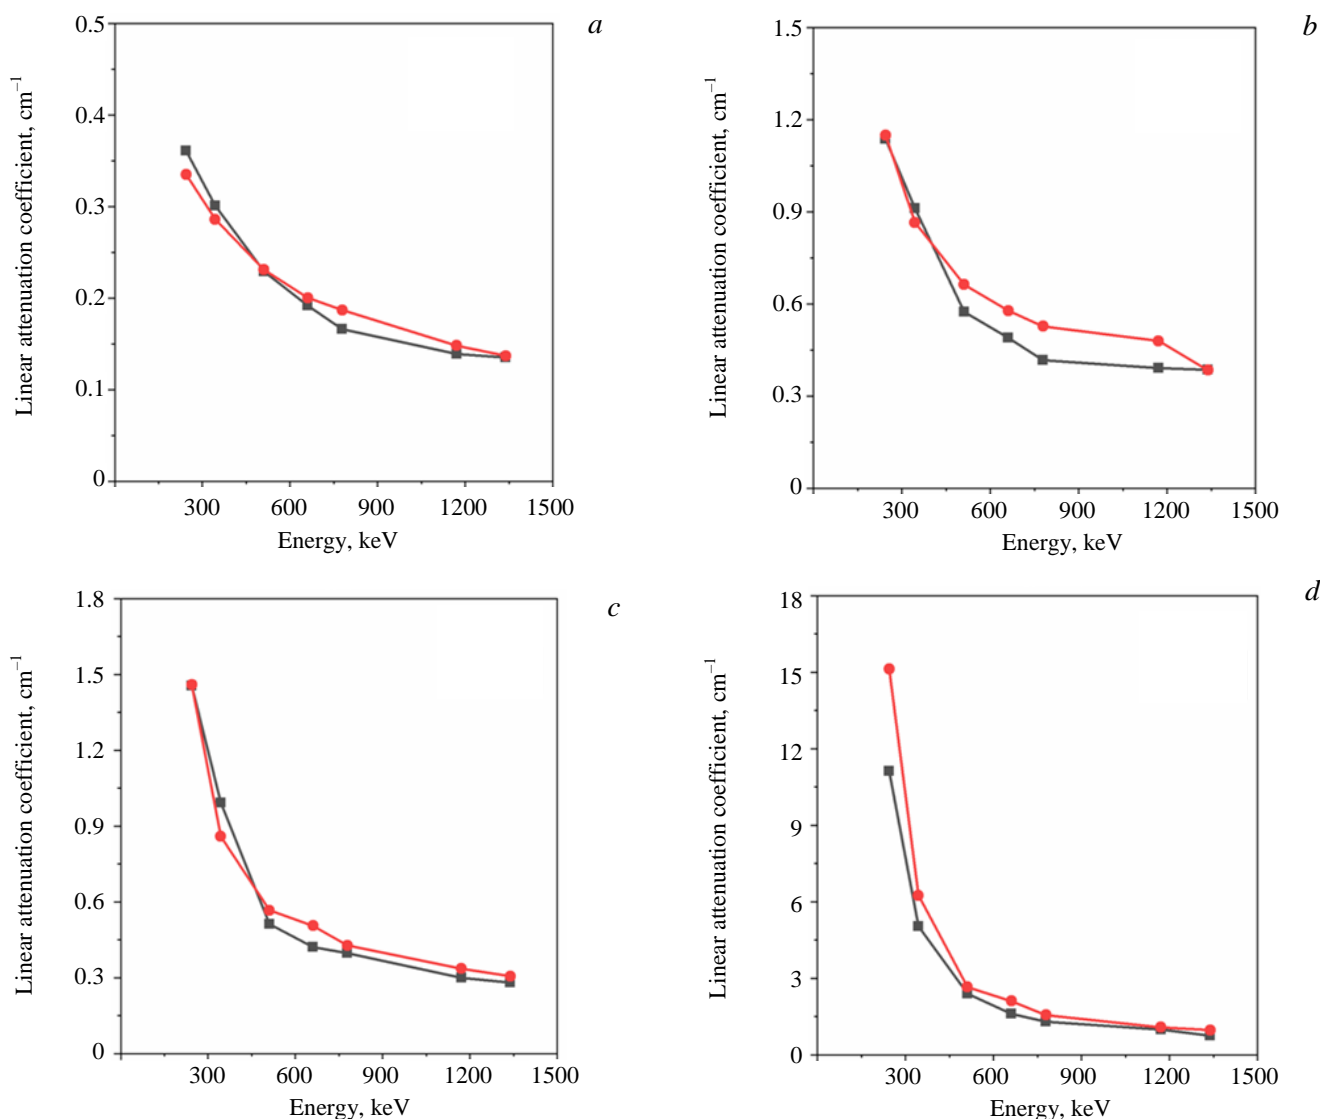 a
Linear attenuation coefficient, cm⁻¹
0.5
0.4
0.3
0.2
0.1
0
300 600 900 1200 1500
Energy, keV
b
Linear attenuation coefficient, cm⁻¹
1.5
1.2
0.9
0.6
0.3
0
300 600 900 1200 1500
Energy, keV
c
Linear attenuation coefficient, cm⁻¹
1.8
1.5
1.2
0.9
0.6
0.3
0
300 600 900 1200 1500
Energy, keV
d
Linear attenuation coefficient, cm⁻¹
18
15
12
9
6
3
0
300 600 900 1200 1500
Energy, keV